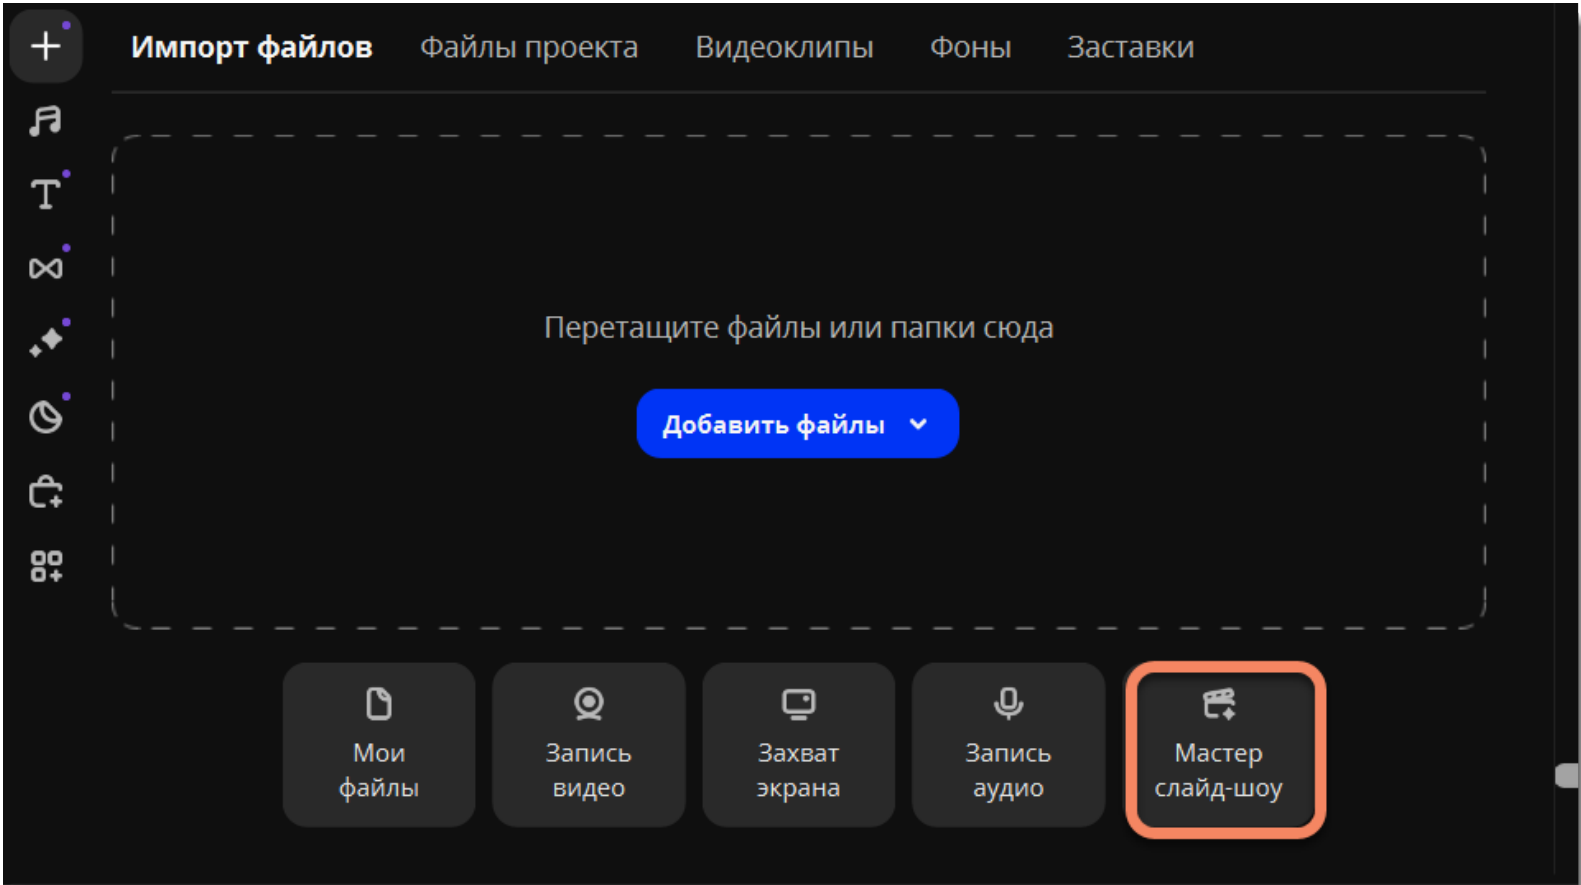 Импорт файлов Файлы проекта Видеоклипы Фоны Заставки
Перетащите файлы или папки сюда
Добавить файлы
Мои файлы
Запись видео
Захват экрана
Запись аудио
Мастер слайд-шоу